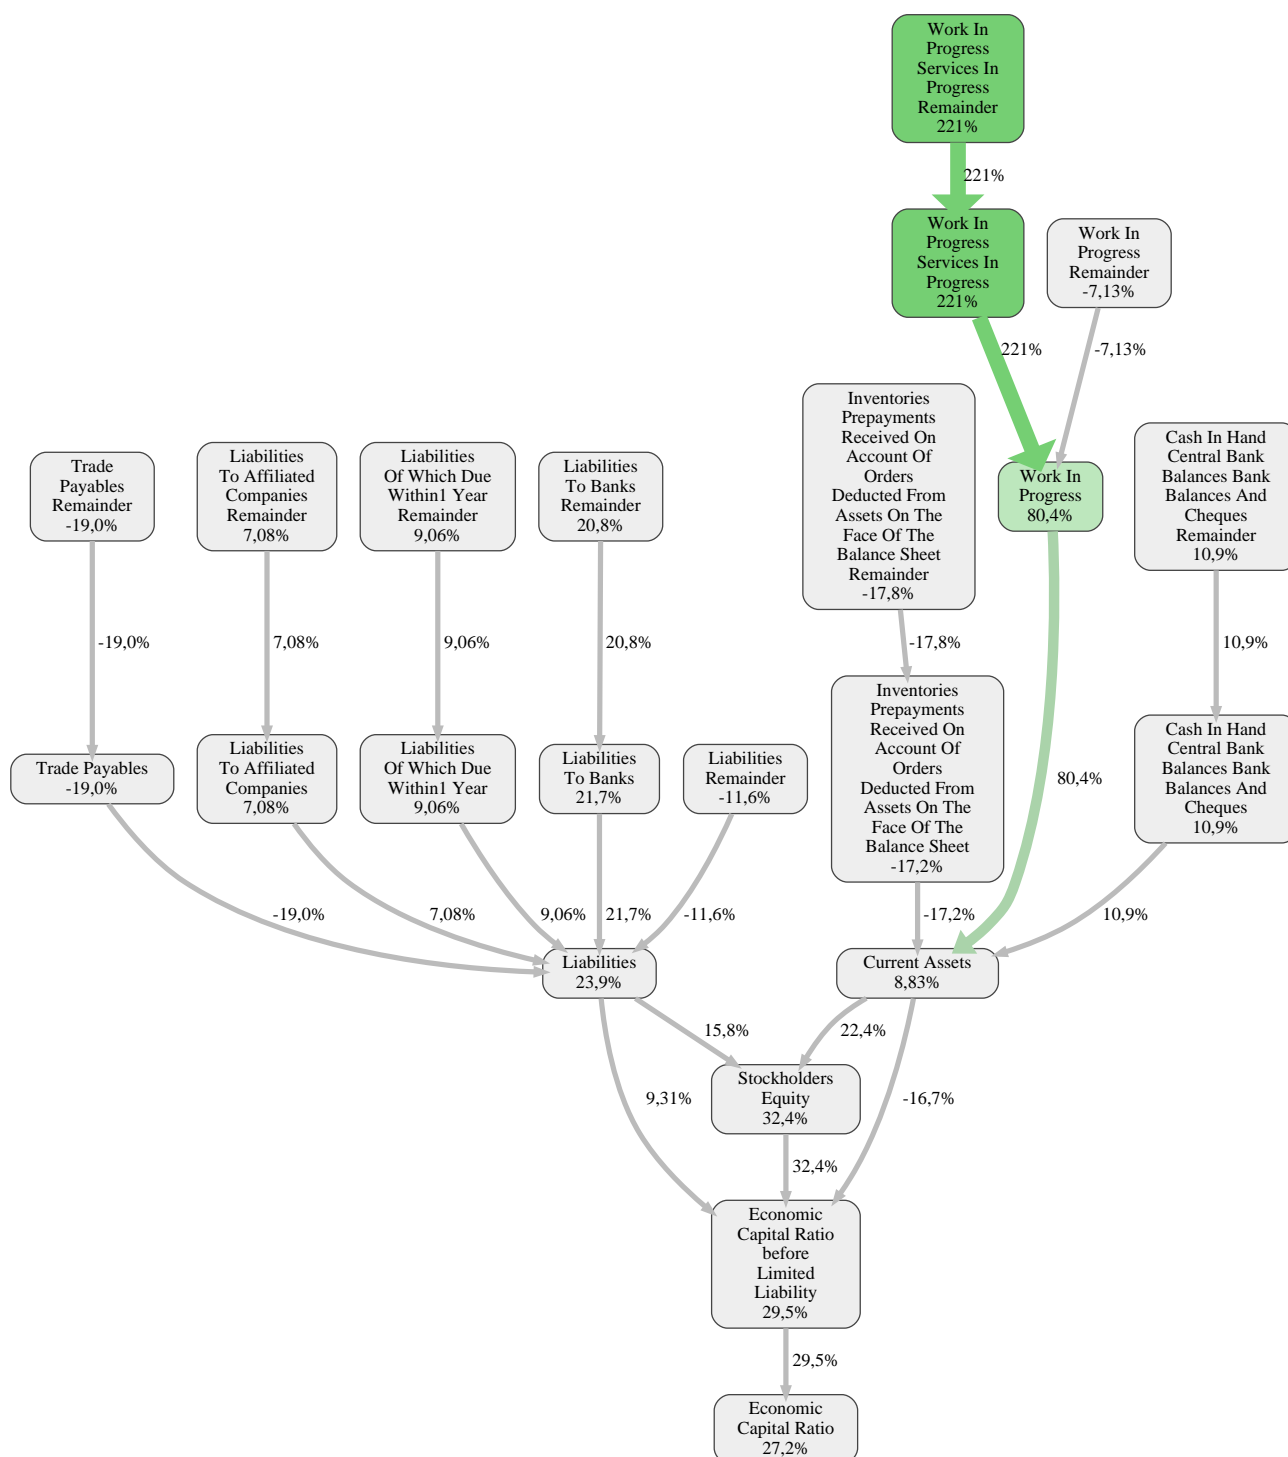 Work In
Progress
Services In
Progress
Remainder
221%
221%
Work In
Progress
Services In
Progress
221%
Work In
Progress
Remainder
-7,13%
221%
-7,13%
Trade
Payables
Remainder
-19,0%
Liabilities
To Affiliated
Companies
Remainder
7,08%
Liabilities
Of Which Due
Within1 Year
Remainder
9,06%
Liabilities
To Banks
Remainder
20,8%
Inventories
Prepayments
Received On
Account Of
Orders
Deducted From
Assets On The
Face Of The
Balance Sheet
Remainder
-17,8%
Work In
Progress
80,4%
Cash In Hand
Central Bank
Balances Bank
Balances And
Cheques
Remainder
10,9%
-19,0%
7,08%
9,06%
20,8%
-17,8%
10,9%
Trade Payables
-19,0%
Liabilities
To Affiliated
Companies
7,08%
Liabilities
Of Which Due
Within1 Year
9,06%
Liabilities
To Banks
21,7%
Liabilities
Remainder
-11,6%
Inventories
Prepayments
Received On
Account Of
Orders
Deducted From
Assets On The
Face Of The
Balance Sheet
-17,2%
80,4%
Cash In Hand
Central Bank
Balances Bank
Balances And
Cheques
10,9%
-19,0%
7,08%
9,06%
21,7%
-11,6%
-17,2%
10,9%
Liabilities
23,9%
Current Assets
8,83%
15,8%
22,4%
9,31%
Stockholders
Equity
32,4%
-16,7%
32,4%
Economic
Capital Ratio
before
Limited
Liability
29,5%
29,5%
Economic
Capital Ratio
27,2%